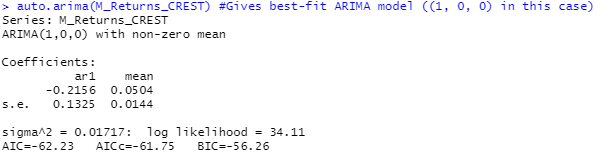 > auto.arima(M_Returns_CREST) #Gives best-fit ARIMA model ((1, 0, 0) in this case)
Series: M_Returns_CREST
ARIMA(1,0,0) with non-zero mean

Coefficients:
          ar1    mean
      -0.2156  0.0504
s.e.   0.1325  0.0144

sigma^2 = 0.01717:  log likelihood = 34.11
AIC=-62.23   AICc=-61.75   BIC=-56.26